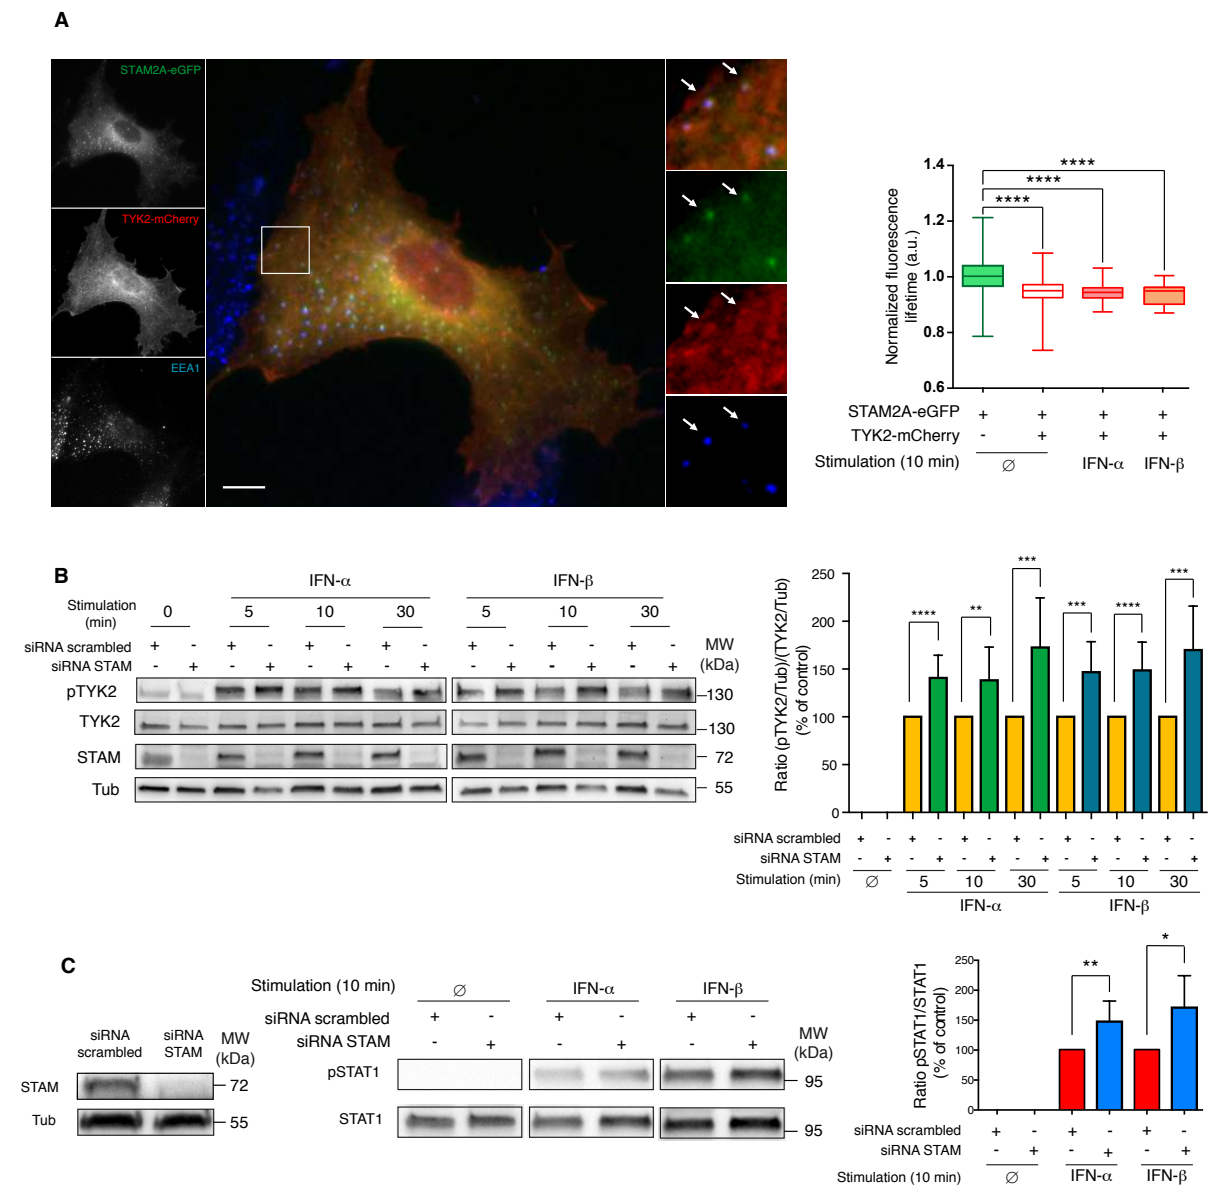 A
STAM2A-eGFP
TYK2-mCherry
EEA1
Normalized fluorescence
lifetime (a.u.)
1.4
1.2
1.0
0.8
0.6
**** 
****
****
STAM2A-eGFP + + + +
TYK2-mCherry - + + +
Stimulation (10 min) ∅ IFN-α IFN-β
B
IFN-α IFN-β
Stimulation
(min)
0 5 10 30 5 10 30
siRNA scrambled + - + - + - + - + - + - + -
siRNA STAM - + - + - + - + - + - + - +
MW
(kDa)
pTYK2 130
TYK2 130
STAM 72
Tub 55
Ratio (pTYK2/Tub)/(TYK2/Tub)
(% of control)
250
200
150
100
50
0
**** ** *** *** **** ***
siRNA scrambled + - + - + - + - + - + - + -
siRNA STAM - + - + - + - + - + - + - +
Stimulation (min) ∅ 5 10 30 5 10 30
IFN-α IFN-β
C
siRNA
scrambled
siRNA
STAM
MW
(kDa)
STAM 72
Tub 55
Stimulation (10 min) ∅ IFN-α IFN-β
siRNA scrambled + - + - + -
siRNA STAM - + - + - +
MW
(kDa)
pSTAT1 95
STAT1 95
Ratio pSTAT1/STAT1
(% of control)
250
200
150
100
50
0
** *
siRNA scrambled + - + - + -
siRNA STAM - + - + - +
Stimulation (10 min) ∅ IFN-α IFN-β